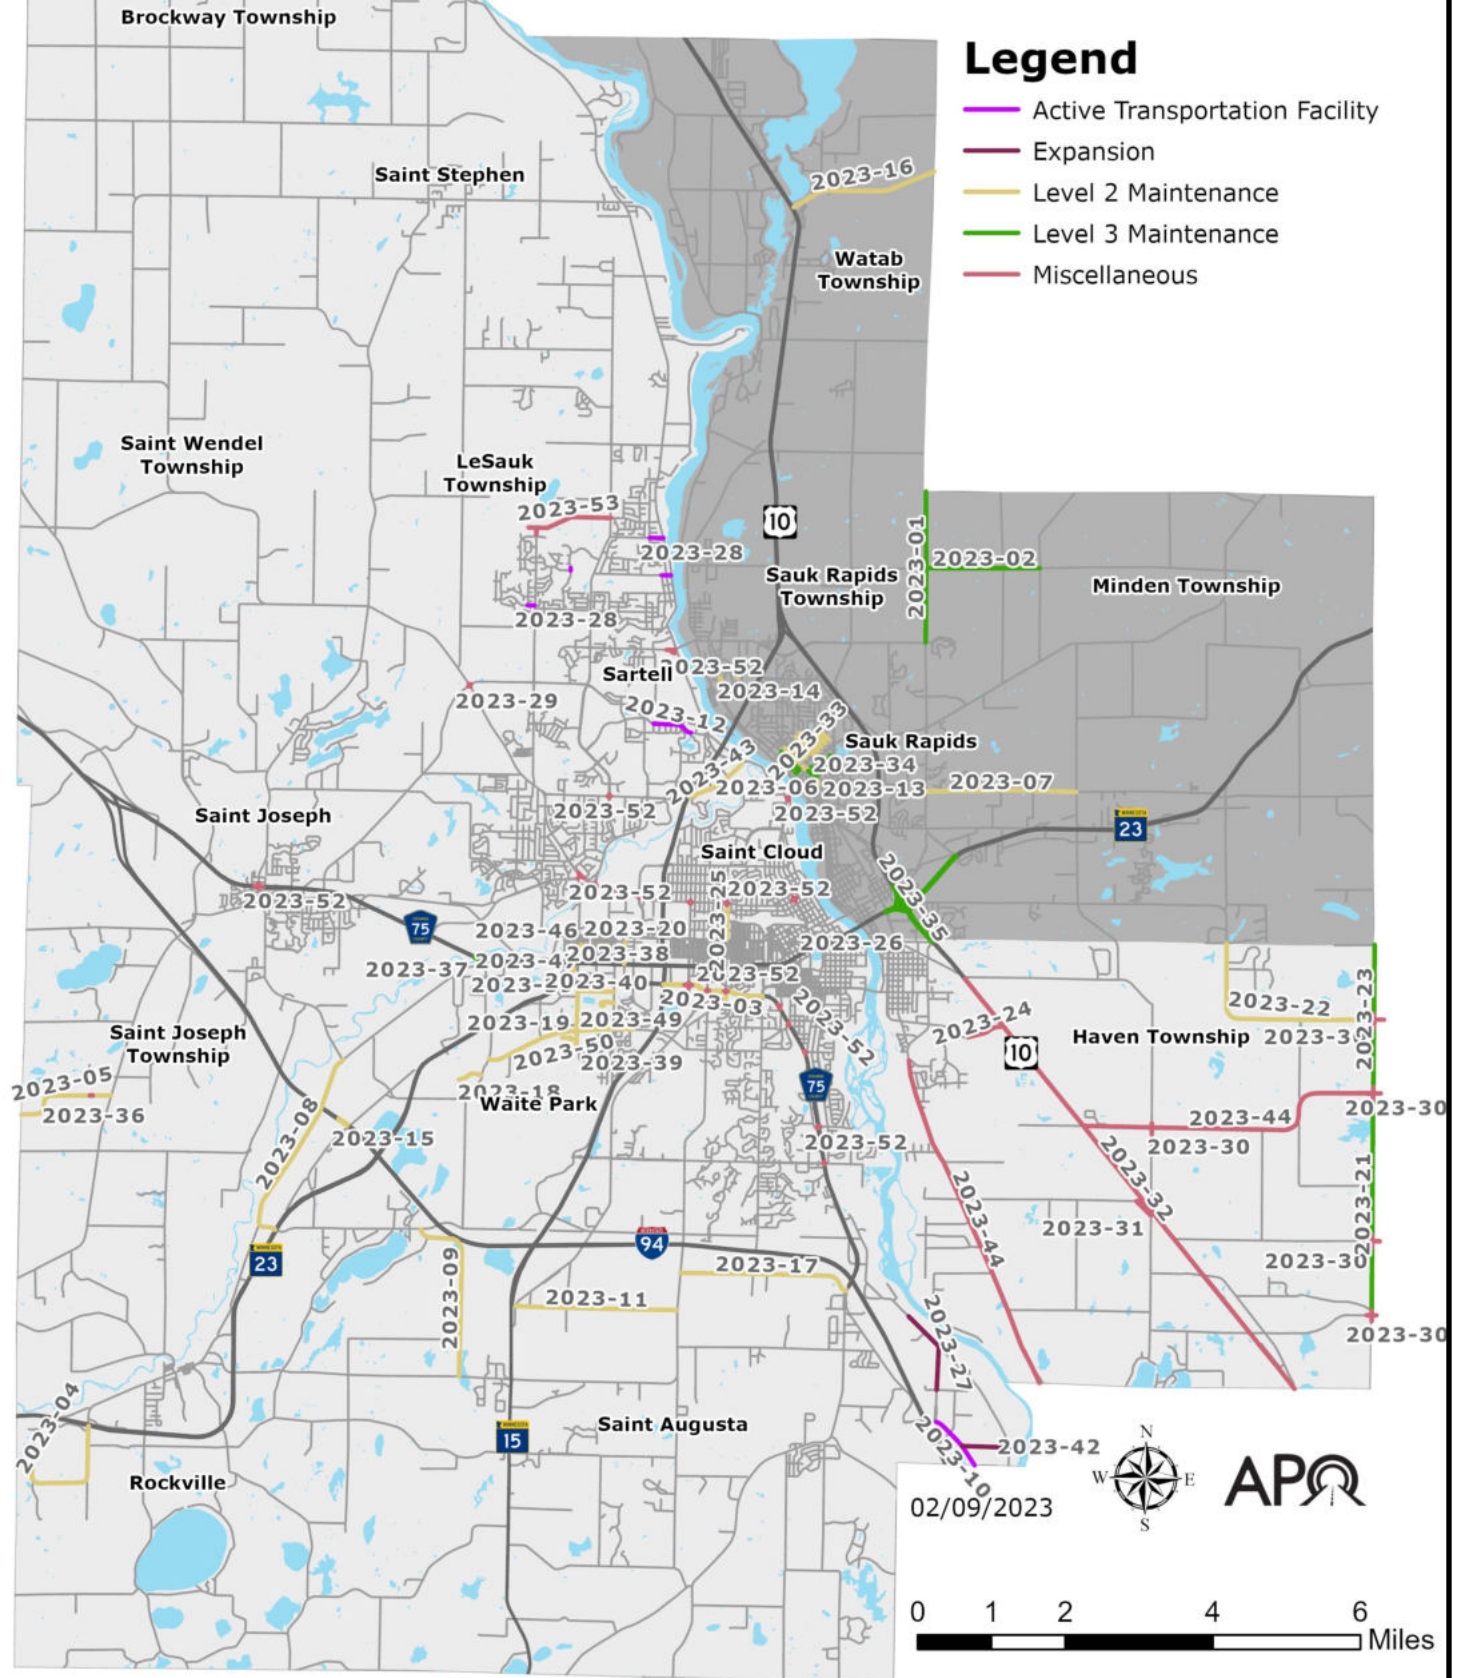 Brockway Township
Legend
Active Transportation Facility
Expansion
Level 2 Maintenance
Level 3 Maintenance
Miscellaneous
Saint Stephen
2023-16
Watab
Township
Saint Wendel
Township
LeSauk
Township
2023-53
10
2023-01
2023-28
2023-02
Sauk Rapids
Township
Minden Township
2023-28
Sartell
2023-52
2023-14
2023-29
2023-12
2023-33
Sauk Rapids
2023-43
2023-34
2023-06
2023-13
2023-07
2023-52
2023-52
Saint Joseph
23
Saint Cloud
2023-35
2023-52
2023-25
2023-52
2023-52
75
2023-46
2023-20
2023-26
2023-38
2023-4
2023-37
2023-52
2023-
2023-40
2023-03
2023-52
2023-22
2023-23
2023-19
2023-49
2023-24
Saint Joseph
Township
Haven Township
2023-3
2023-50
2023-39
10
75
2023-05
2023-36
2023-18
Waite Park
2023-44
2023-30
2023-08
2023-15
2023-52
2023-30
2023-32
2023-21
2023-44
2023-31
94
23
2023-30
2023-17
2023-09
2023-11
2023-27
2023-30
2023-04
Saint Augusta
15
2023-10
2023-42
Rockville
N
W
E
S
APO
02/09/2023
0 1 2 4 6
Miles